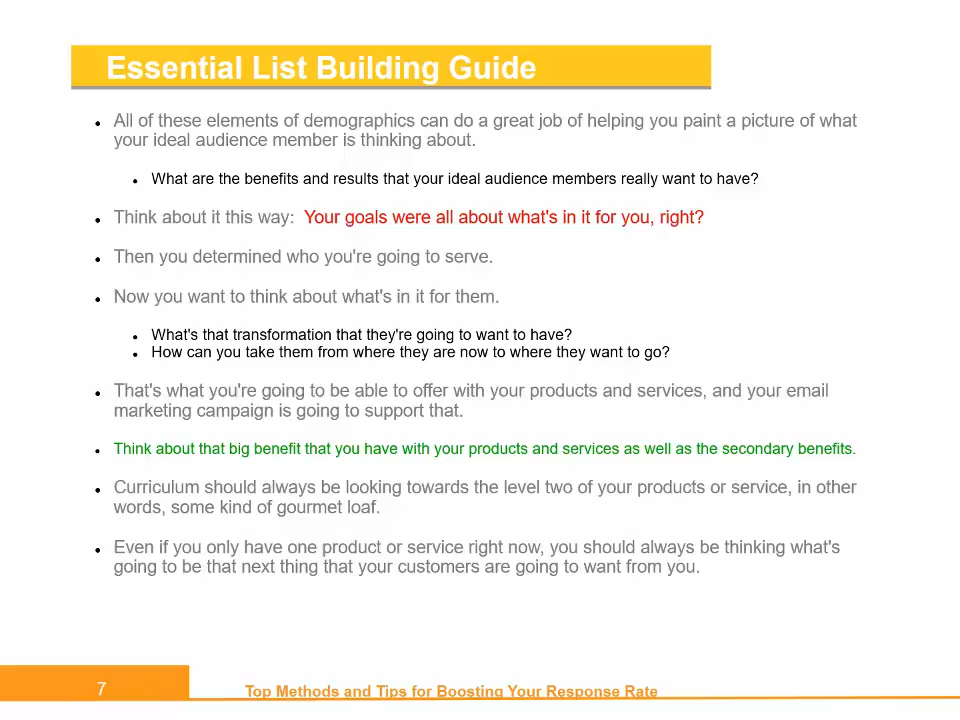 Essential List Building Guide
All of these elements of demographics can do a great job of helping you paint a picture of what
your ideal audience member is thinking about.
What are the benefits and results that your ideal audience members really want to have?
Think about it this way:  Your goals were all about what's in it for you, right?
Then you determined who you're going to serve.
Now you want to think about what's in it for them.
What's that transformation that they're going to want to have?
How can you take them from where they are now to where they want to go?
That's what you're going to be able to offer with your products and services, and your email
marketing campaign is going to support that.
Think about that big benefit that you have with your products and services as well as the secondary benefits.
Curriculum should always be looking towards the level two of your products or service, in other
words, some kind of gourmet loaf.
Even if you only have one product or service right now, you should always be thinking what's
going to be that next thing that your customers are going to want from you.
7
Top Methods and Tips for Boosting Your Response Rate